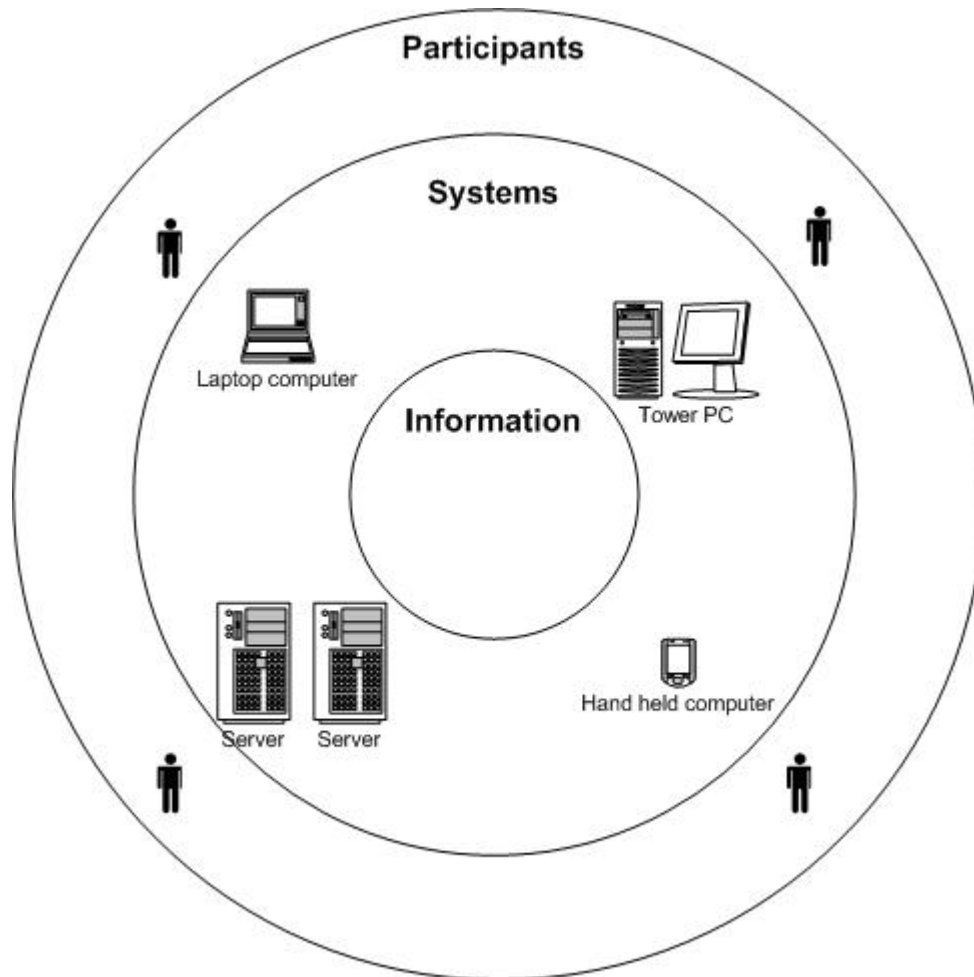 Participants
Systems
Laptop computer
Tower PC
Information
Hand held computer
Server
Server